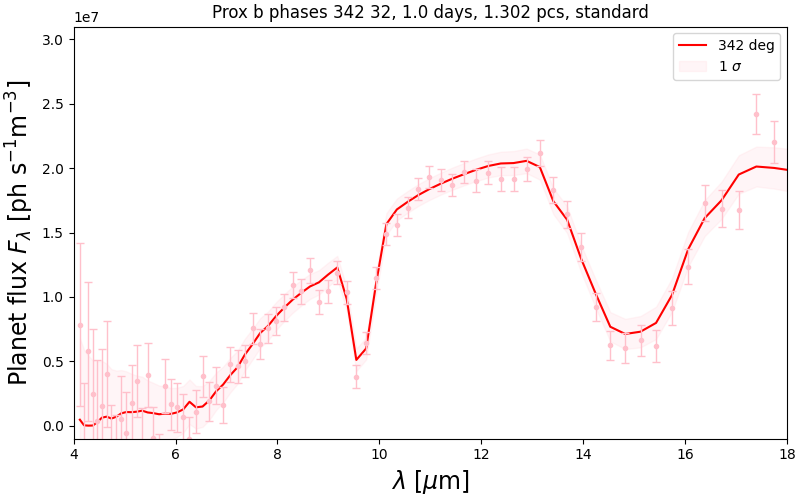 Prox b phases 342 32, 1.0 days, 1.302 pcs, standard
1e7
342 deg
1 σ
3.0
2.5
2.0
1.5
1.0
0.5
0.0
Planet flux F_λ [ph s⁻¹m⁻³]
4 6 8 10 12 14 16 18
λ [μm]